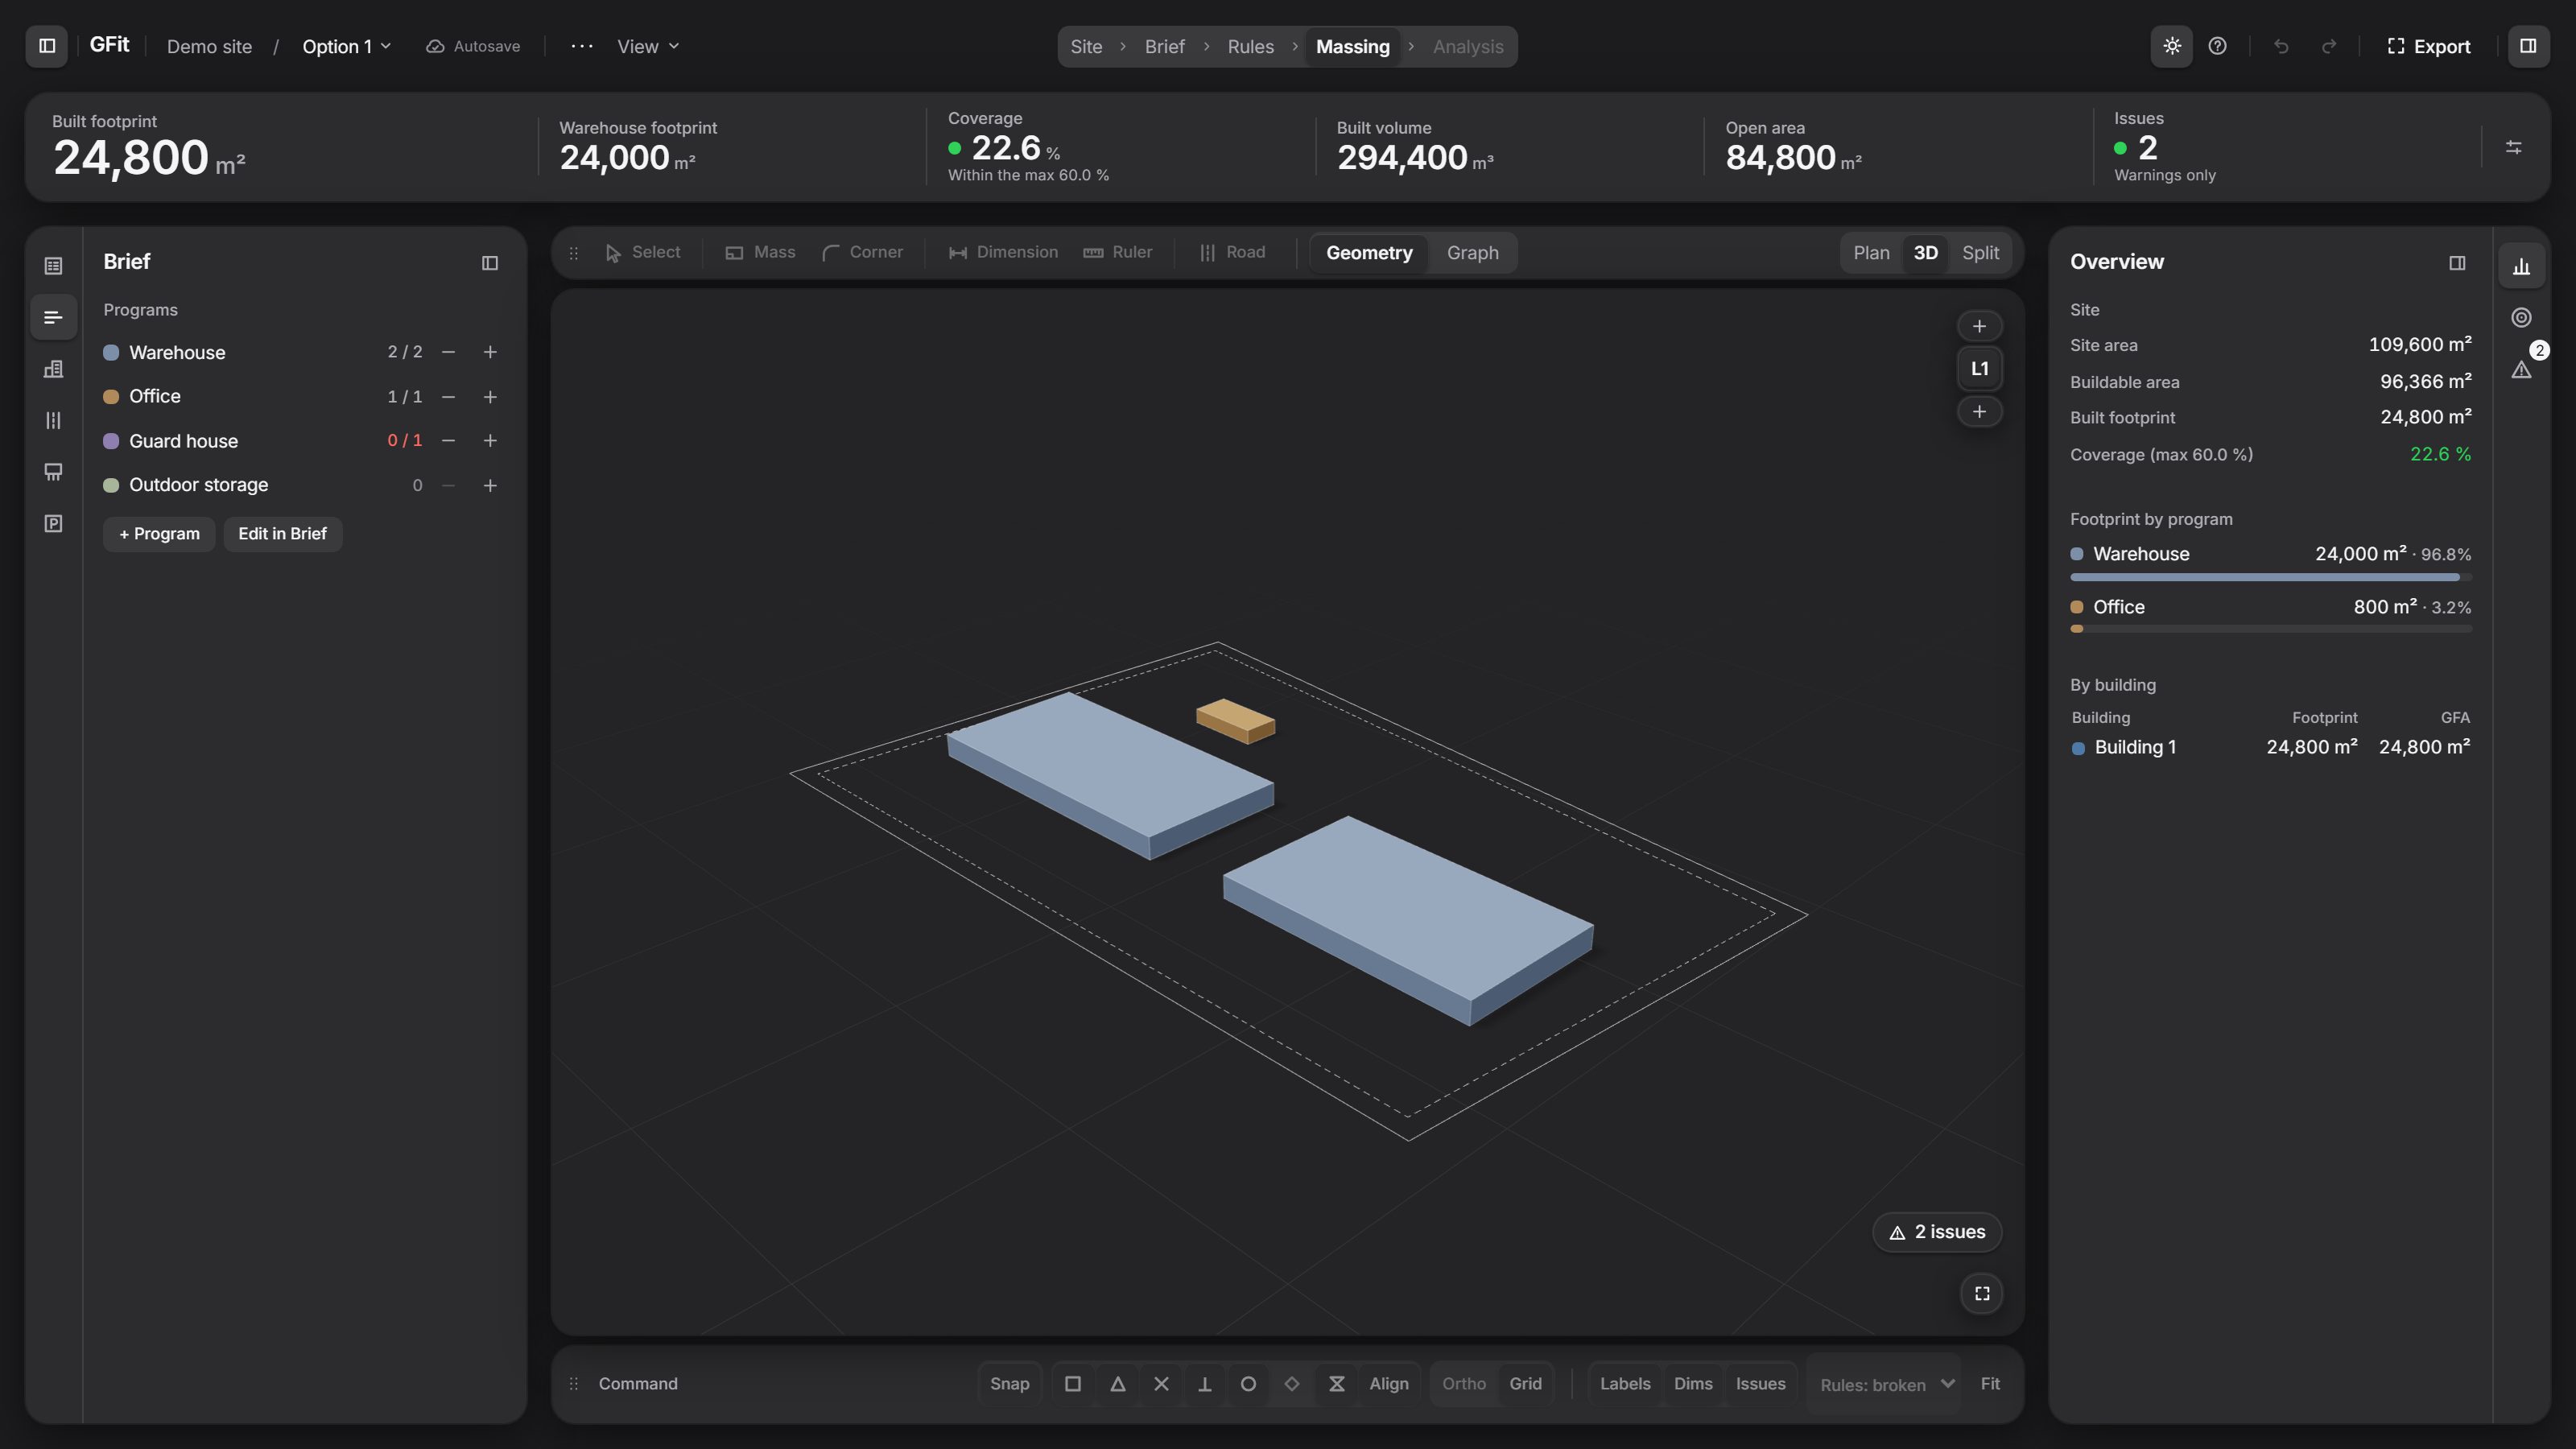 GFit
Demo site / Option 1
Autosave
··· View
Site › Brief › Rules › Massing › Analysis
Export
Built footprint
24,800 m²
Warehouse footprint
24,000 m²
Coverage
22.6 %
Within the max 60.0 %
Built volume
294,400 m³
Open area
84,800 m²
Issues
2
Warnings only
Brief
Programs
Warehouse 2 / 2 − +
Office 1 / 1 − +
Guard house 0 / 1 − +
Outdoor storage 0 − +
+ Program Edit in Brief
P
Select Mass Corner Dimension Ruler Road Geometry Graph Plan 3D Split
+
L1
+
2 issues
Command Snap Align Ortho Grid Labels Dims Issues Rules: broken Fit
Overview
Site
Site area 109,600 m²
Buildable area 96,366 m²
Built footprint 24,800 m²
Coverage (max 60.0 %) 22.6 %
Footprint by program
Warehouse 24,000 m² · 96.8%
Office 800 m² · 3.2%
By building
Building Footprint GFA
Building 1 24,800 m² 24,800 m²
2